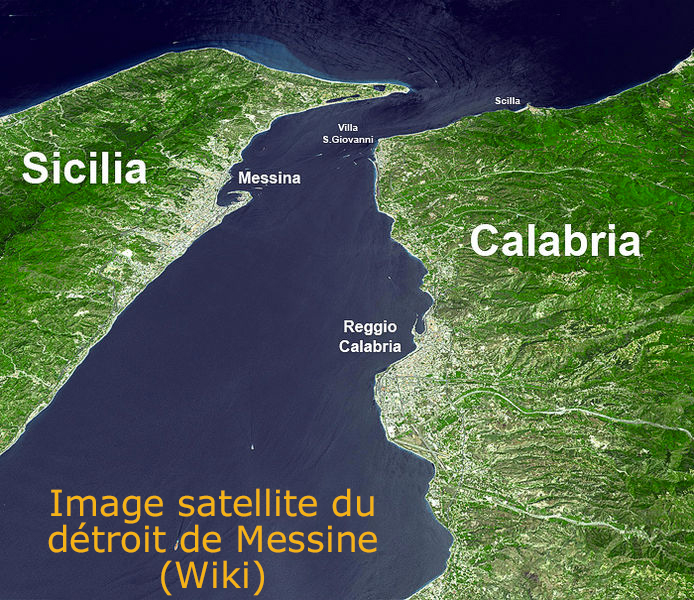 Scilla
Villa
S.Giovanni
Sicilia
Messina
Calabria
Reggio
Calabria
Image satellite du
détroit de Messine
(Wiki)